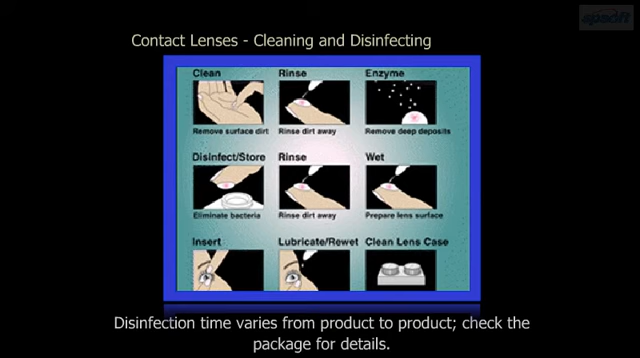 spadft
Contact Lenses - Cleaning and Disinfecting
Clean Rinse Enzyme
Remove surface dirt Rinse dirt away Remove deep deposits
Disinfect/Store Rinse Wet
Eliminate bacteria Rinse dirt away Prepare lens surface
Insert Lubricate/Rewet Clean Lens Case
Disinfection time varies from product to product; check the
package for details.